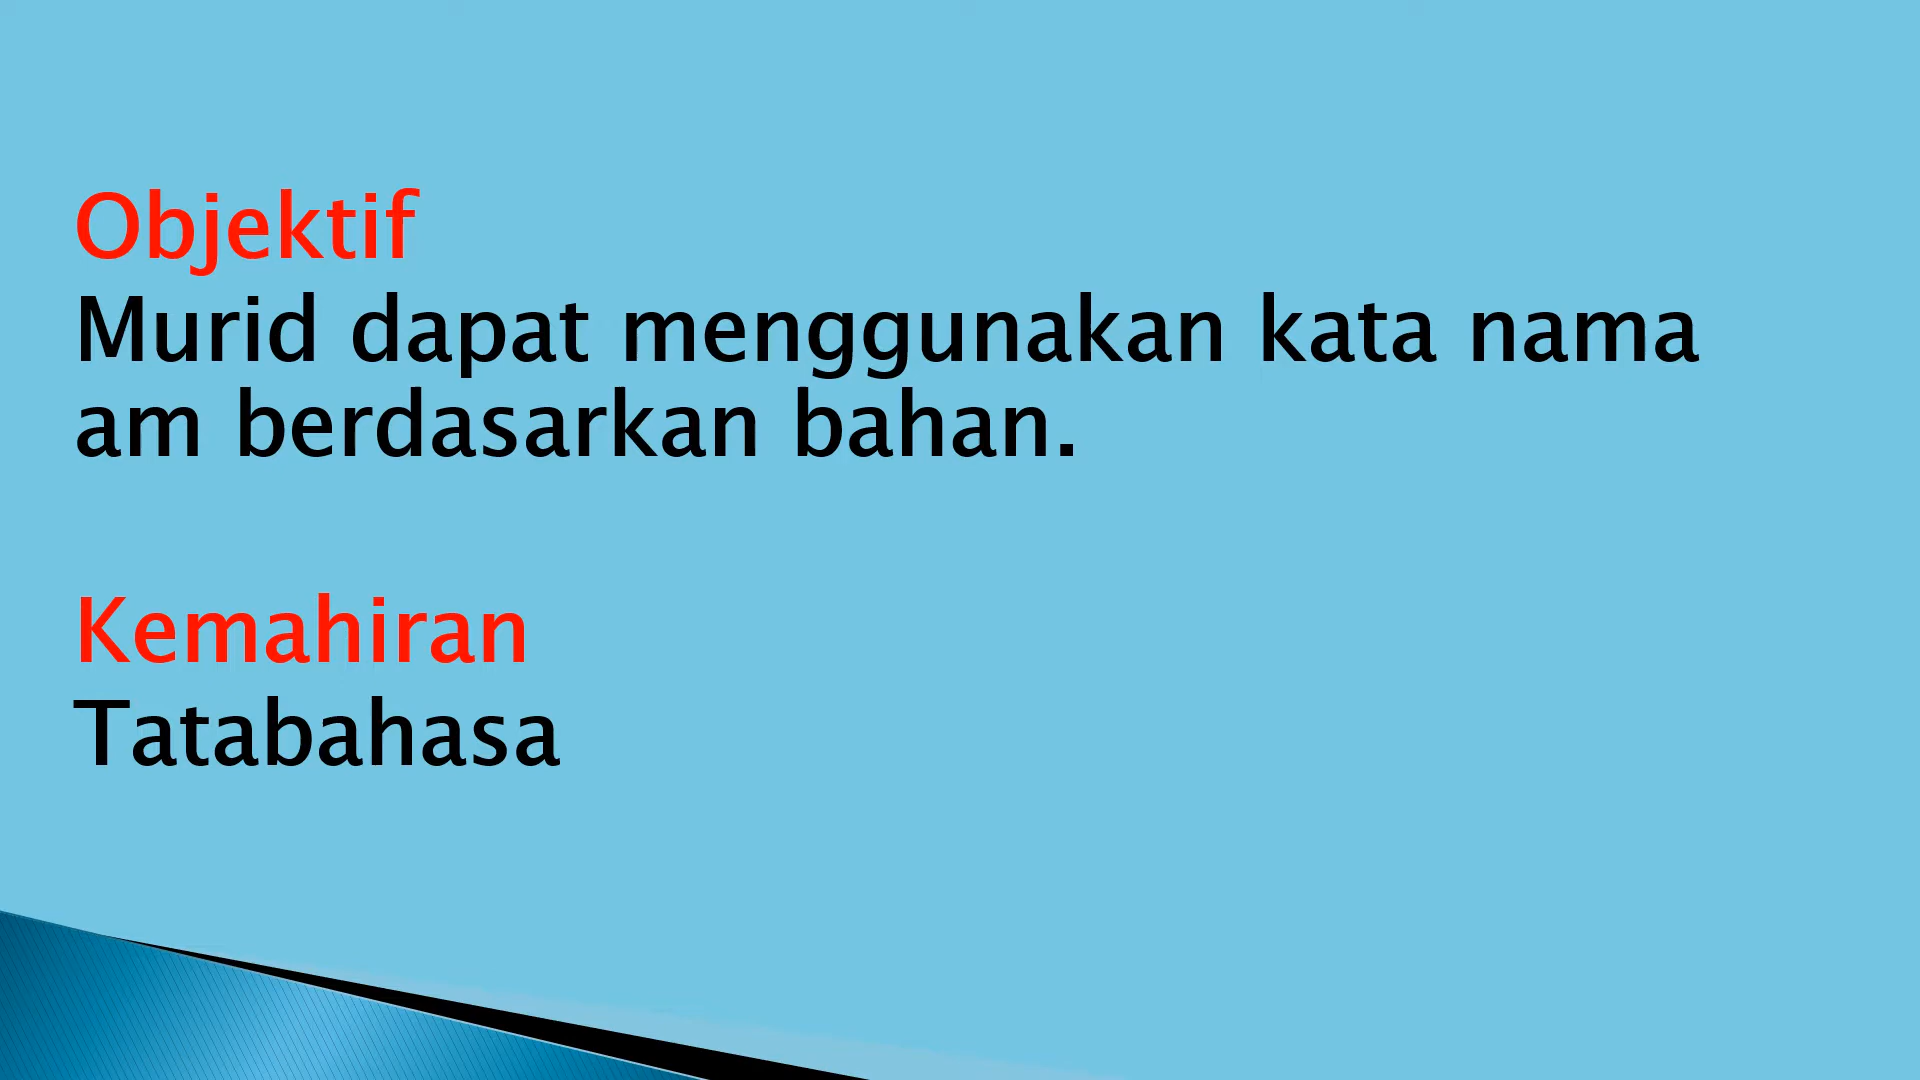 Objektif
Murid dapat menggunakan kata nama
am berdasarkan bahan.
Kemahiran
Tatabahasa